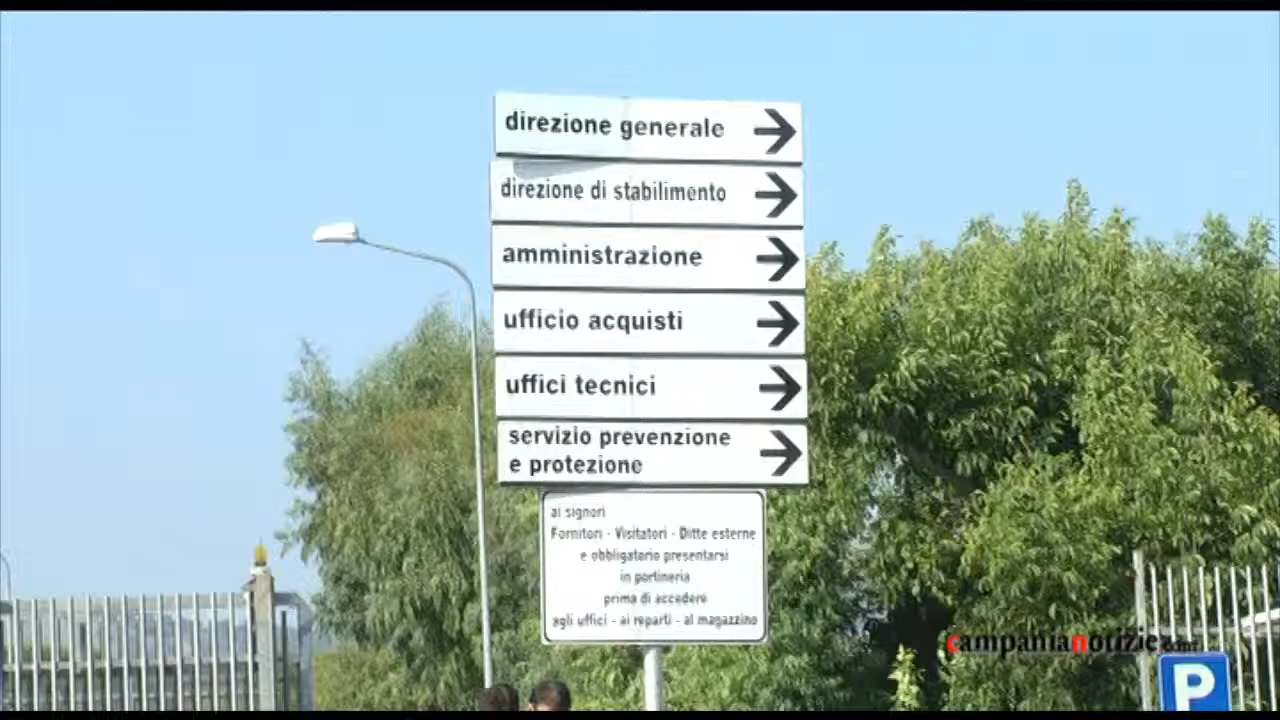 direzione generale
direzione di stabilimento
amministrazione
ufficio acquisti
uffici tecnici
servizio prevenzione
e protezione
ai signori
Fornitori - Visitatori - Ditte esterne
e obbligatorio presentarsi
in portineria
prima di accedere
agli uffici - ai reparti - al magazzino
campanianotizie.com
P